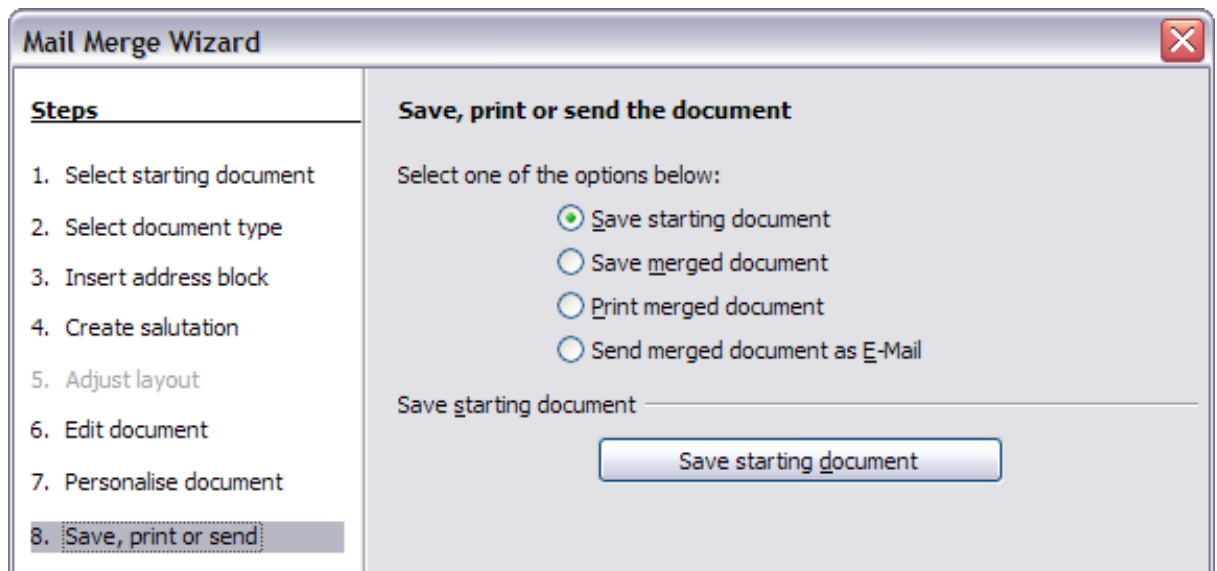 Mail Merge Wizard
Steps
1. Select starting document
2. Select document type
3. Insert address block
4. Create salutation
5. Adjust layout
6. Edit document
7. Personalise document
8. Save, print or send
Save, print or send the document
Select one of the options below:
Save starting document
Save merged document
Print merged document
Send merged document as E-Mail
Save starting document
Save starting document